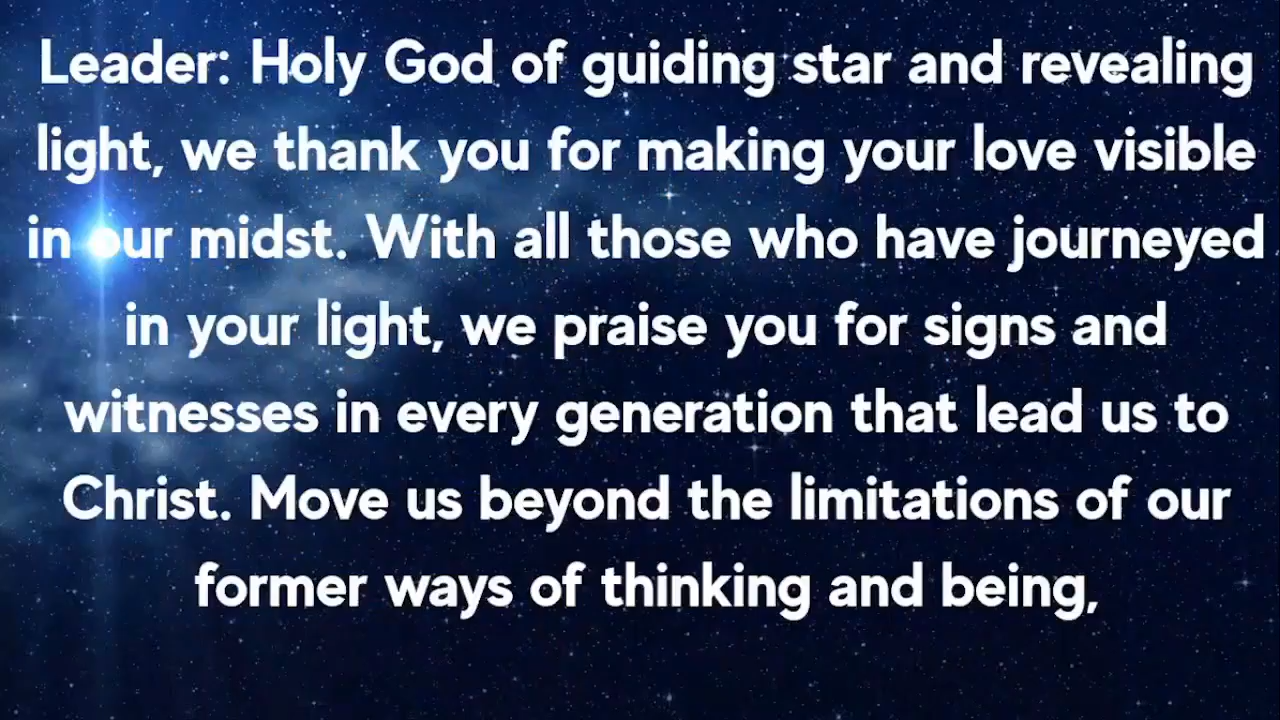 Leader: Holy God of guiding star and revealing
light, we thank you for making your love visible
in our midst. With all those who have journeyed
in your light, we praise you for signs and
witnesses in every generation that lead us to
Christ. Move us beyond the limitations of our
former ways of thinking and being,